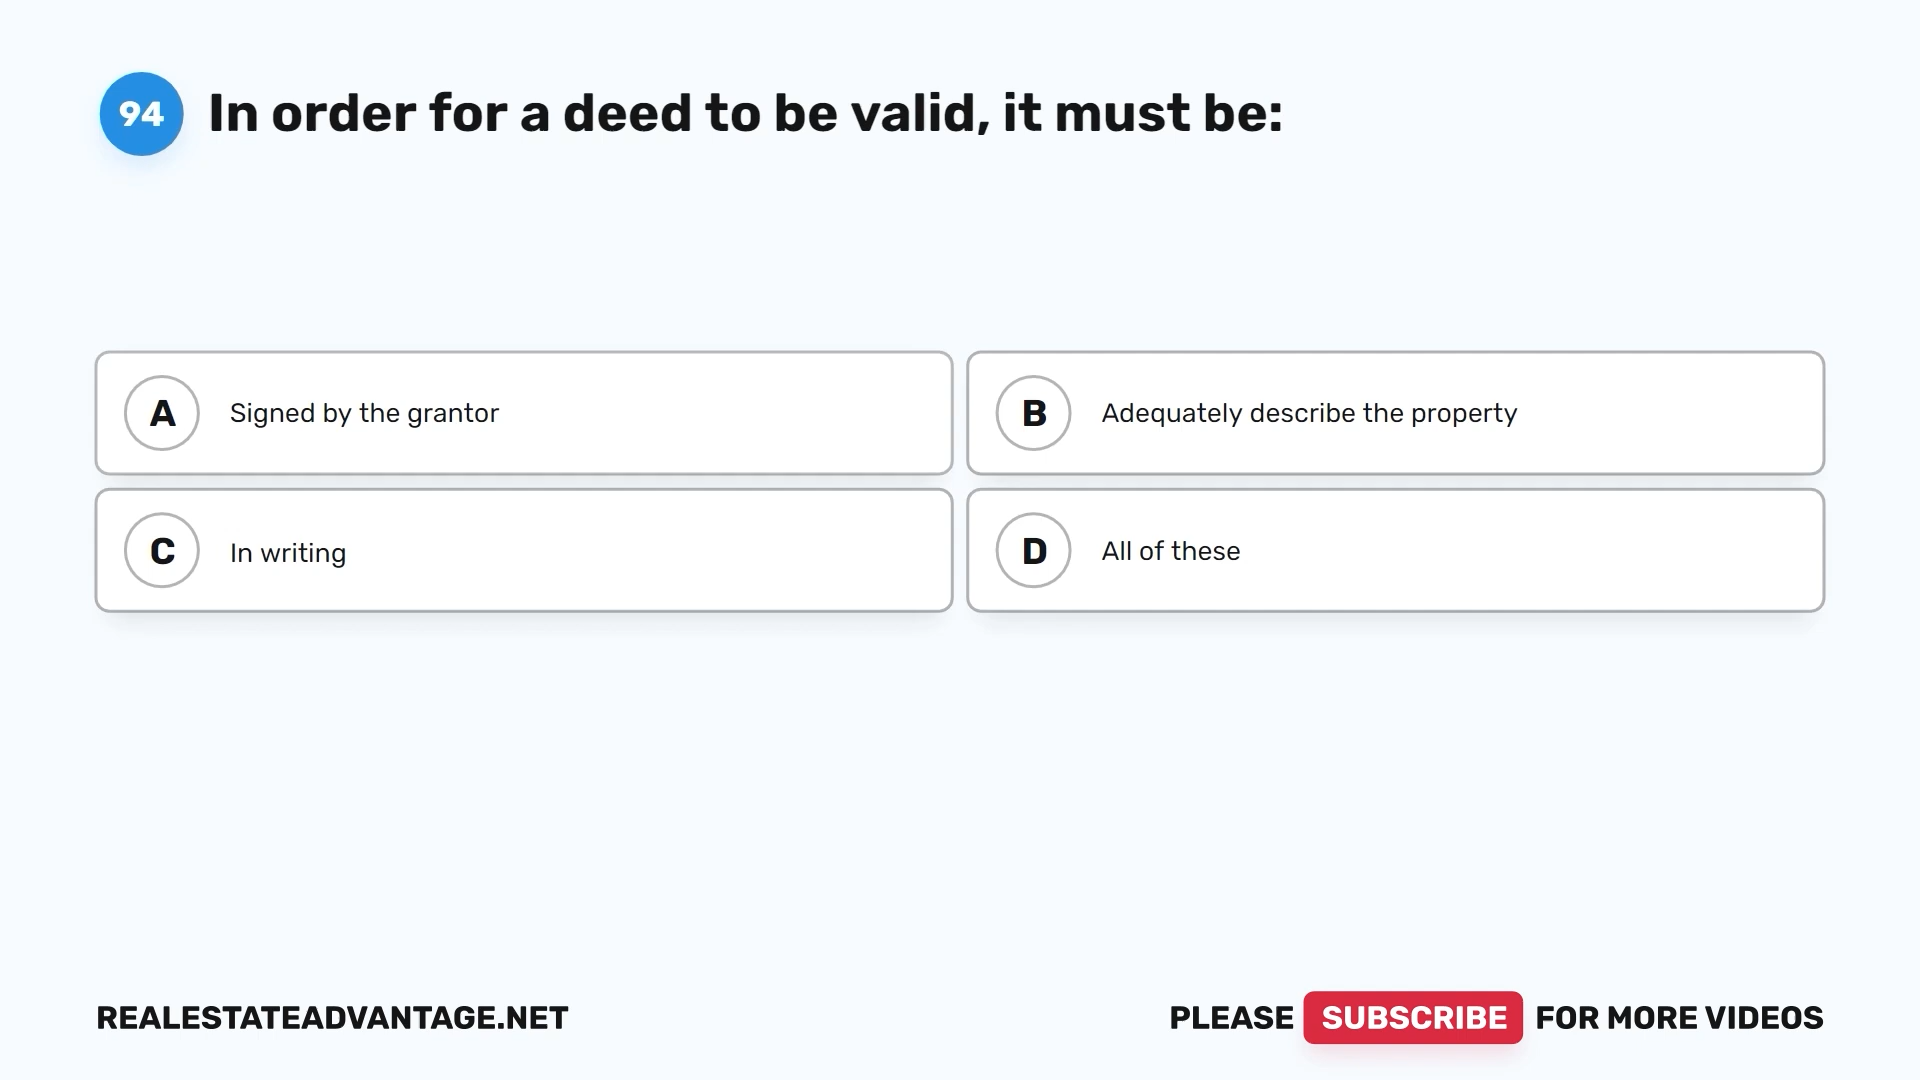 94 In order for a deed to be valid, it must be:
A Signed by the grantor
B Adequately describe the property
C In writing
D All of these
REALESTATEADVANTAGE.NET
PLEASE SUBSCRIBE FOR MORE VIDEOS